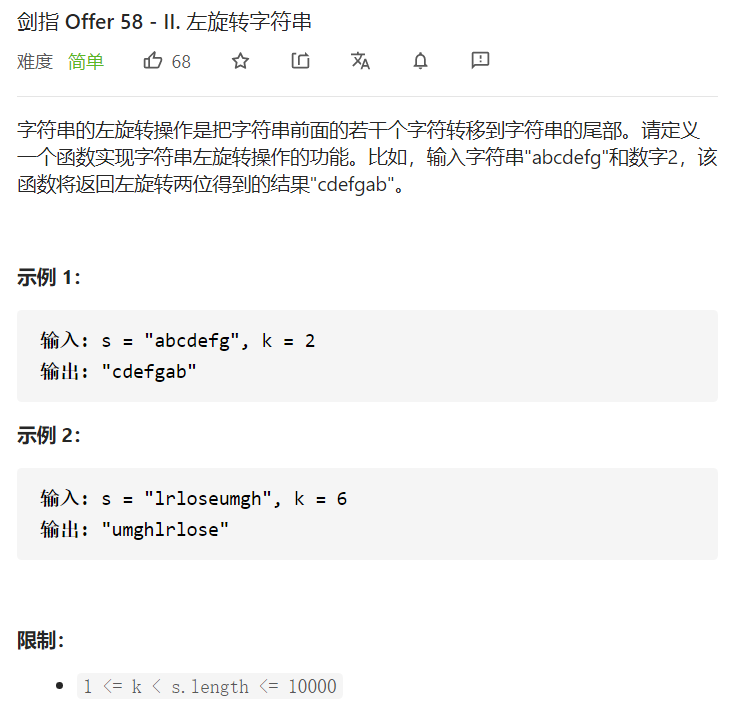 剑指 Offer 58 - II. 左旋转字符串
难度 简单 68
字符串的左旋转操作是把字符串前面的若干个字符转移到字符串的尾部。请定义
一个函数实现字符串左旋转操作的功能。比如，输入字符串"abcdefg"和数字2，该
函数将返回左旋转两位得到的结果"cdefgab"。
示例 1：
输入: s = "abcdefg", k = 2
输出: "cdefgab"
示例 2：
输入: s = "lrloseumgh", k = 6
输出: "umghlrlose"
限制：
• 1 <= k < s.length <= 10000